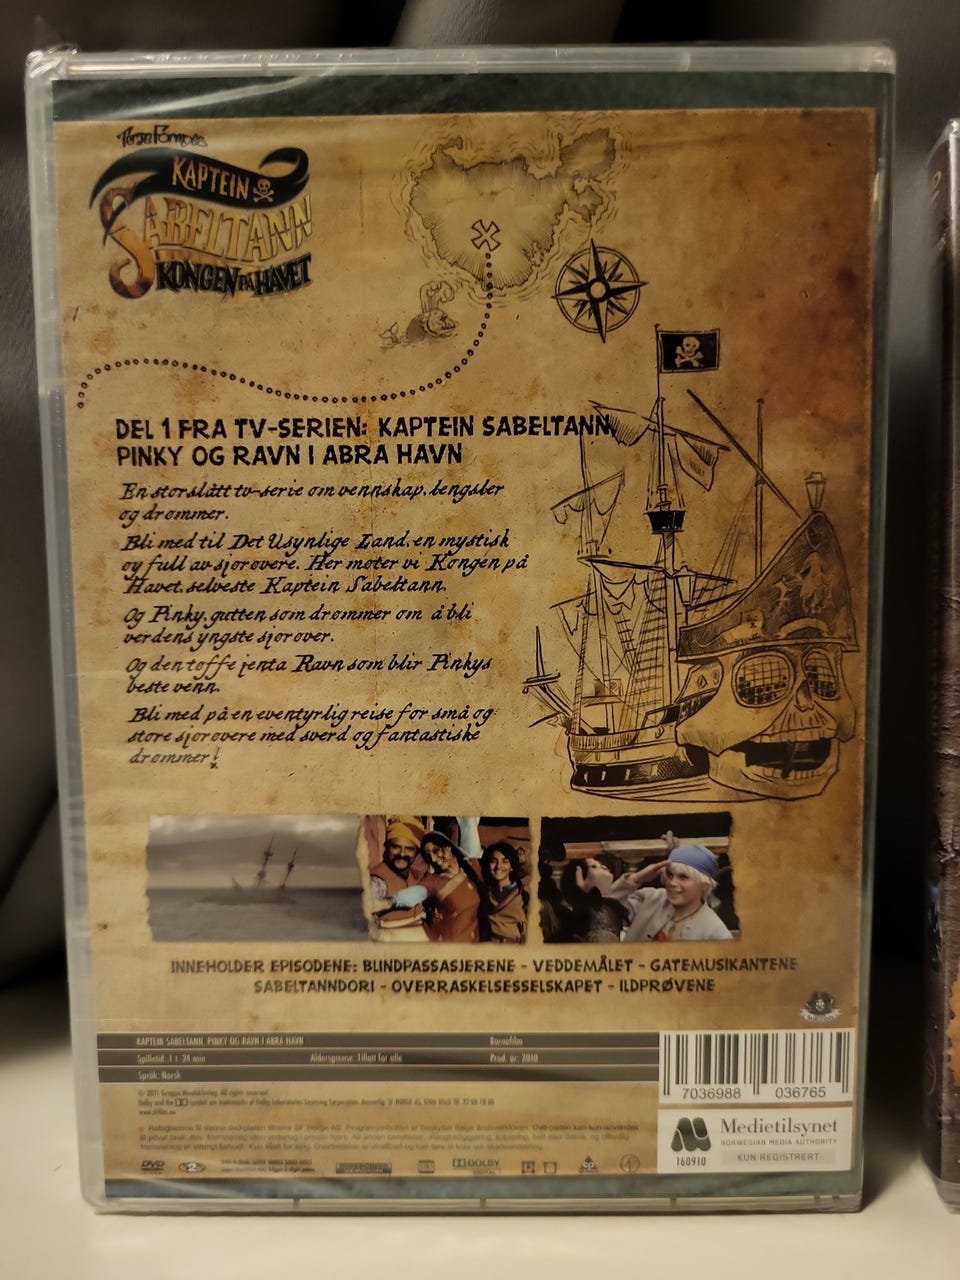 Terje Formoes
KAPTEIN
SABELTANN
KONGEN PÅ HAVET
DEL 1 FRA TV-SERIEN: KAPTEIN SABELTANN,
PINKY OG RAVN I ABRA HAVN
En storslått tv-serie om vennskap, lengsler
og drømmer.
Bli med til Det Usynlige Land, en mystisk
øy full av sjørøvere. Her møter vi Kongen på
Havet, selveste Kaptein Sabeltann.
Og Pinky, gutten som drømmer om å bli
verdens yngste sjørøver.
Og den tøffe jenta Ravn som blir Pinkys
beste venn.
Bli med på en eventyrlig reise for små og
store sjørøvere med sverd og fantastiske
drømmer!
INNEHOLDER EPISODENE: BLINDPASSASJERENE - VEDDEMÅLET - GATEMUSIKANTENE
SABELTANNDORI - OVERRASKELSESSELSKAPET - ILDPRØVENE
KAPTEIN SABELTANN, PINKY OG RAVN I ABRA HAVN Barnefilm
Spilletid: 1 t 24 min Aldersgrense: Tillatt for alle Prod. år: 2010
Språk: Norsk
7036988 036765
Medietilsynet
NORWEGIAN MEDIA AUTHORITY
160910 KUN REGISTRERT
DVD 2 DOLBY
DIGITAL